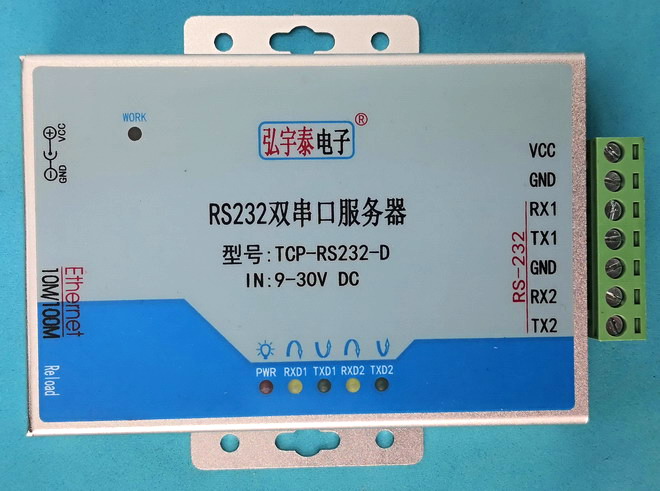 WORK
VCC
GND
弘宇泰电子®
RS232双串口服务器
型号:TCP-RS232-D
IN:9-30V DC
Ethernet
10M/100M
Reload
PWR RXD1 TXD1 RXD2 TXD2
RS-232
VCC
GND
RX1
TX1
GND
RX2
TX2